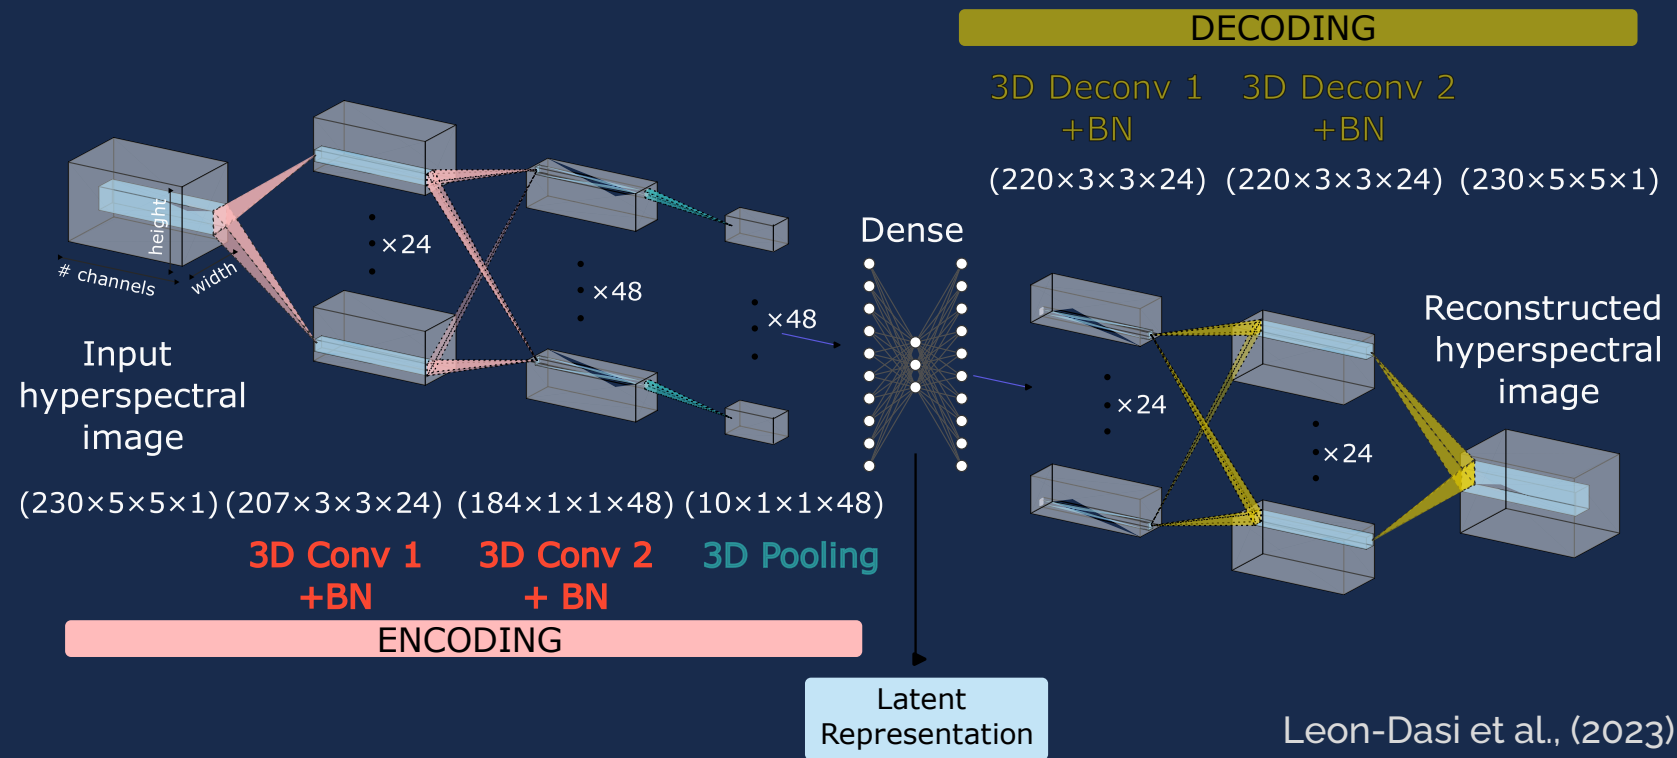 DECODING
3D Deconv 1
+BN
3D Deconv 2
+BN
(220×3×3×24) (220×3×3×24) (230×5×5×1)
height
# channels
width
×24
×48
×48
Dense
×24
×24
Input
hyperspectral
image
Reconstructed
hyperspectral
image
(230×5×5×1) (207×3×3×24) (184×1×1×48) (10×1×1×48)
3D Conv 1
+BN
3D Conv 2
+ BN
3D Pooling
ENCODING
Latent
Representation
Leon-Dasi et al., (2023)